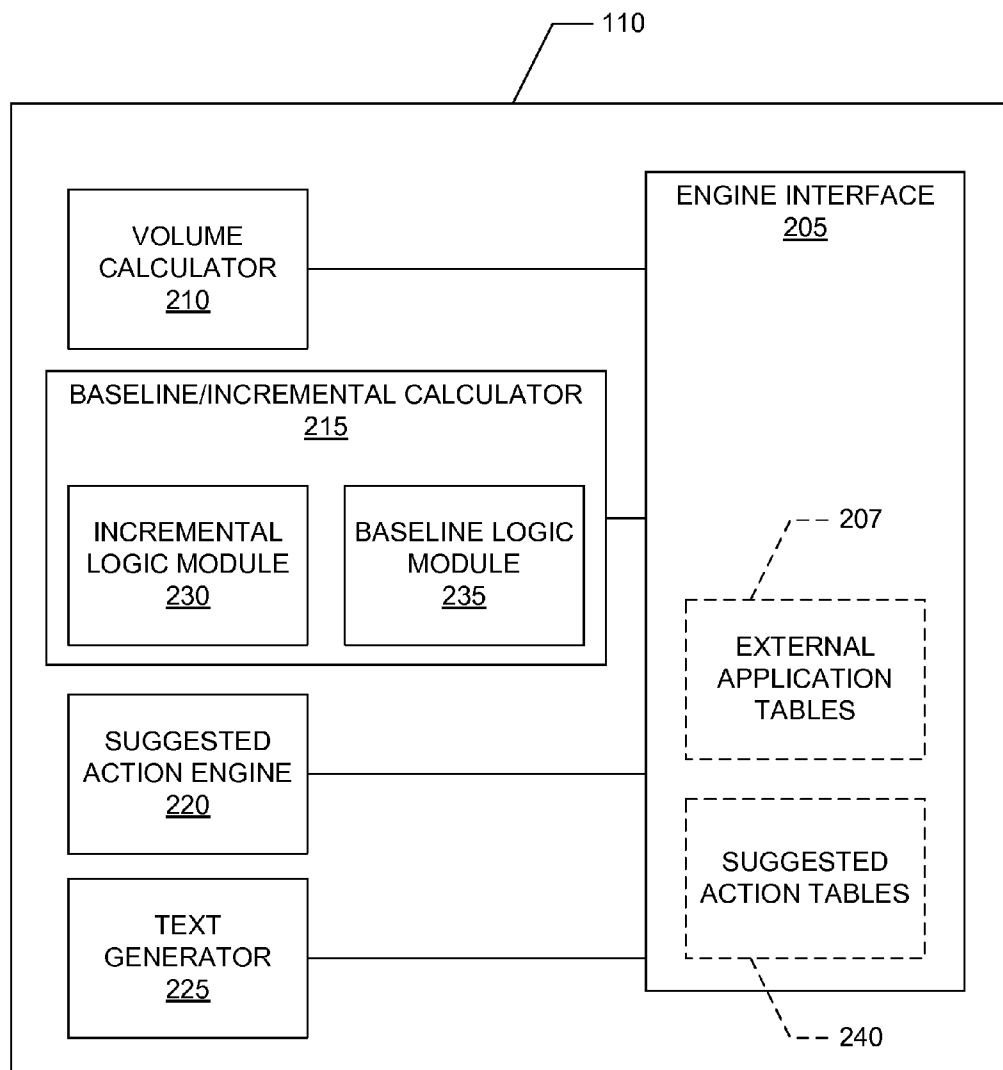 110
ENGINE INTERFACE
205
VOLUME
CALCULATOR
210
BASELINE/INCREMENTAL CALCULATOR
215
INCREMENTAL
LOGIC MODULE
230
BASELINE LOGIC
MODULE
235
207
EXTERNAL
APPLICATION
TABLES
SUGGESTED
ACTION ENGINE
220
SUGGESTED
ACTION TABLES
TEXT
GENERATOR
225
240